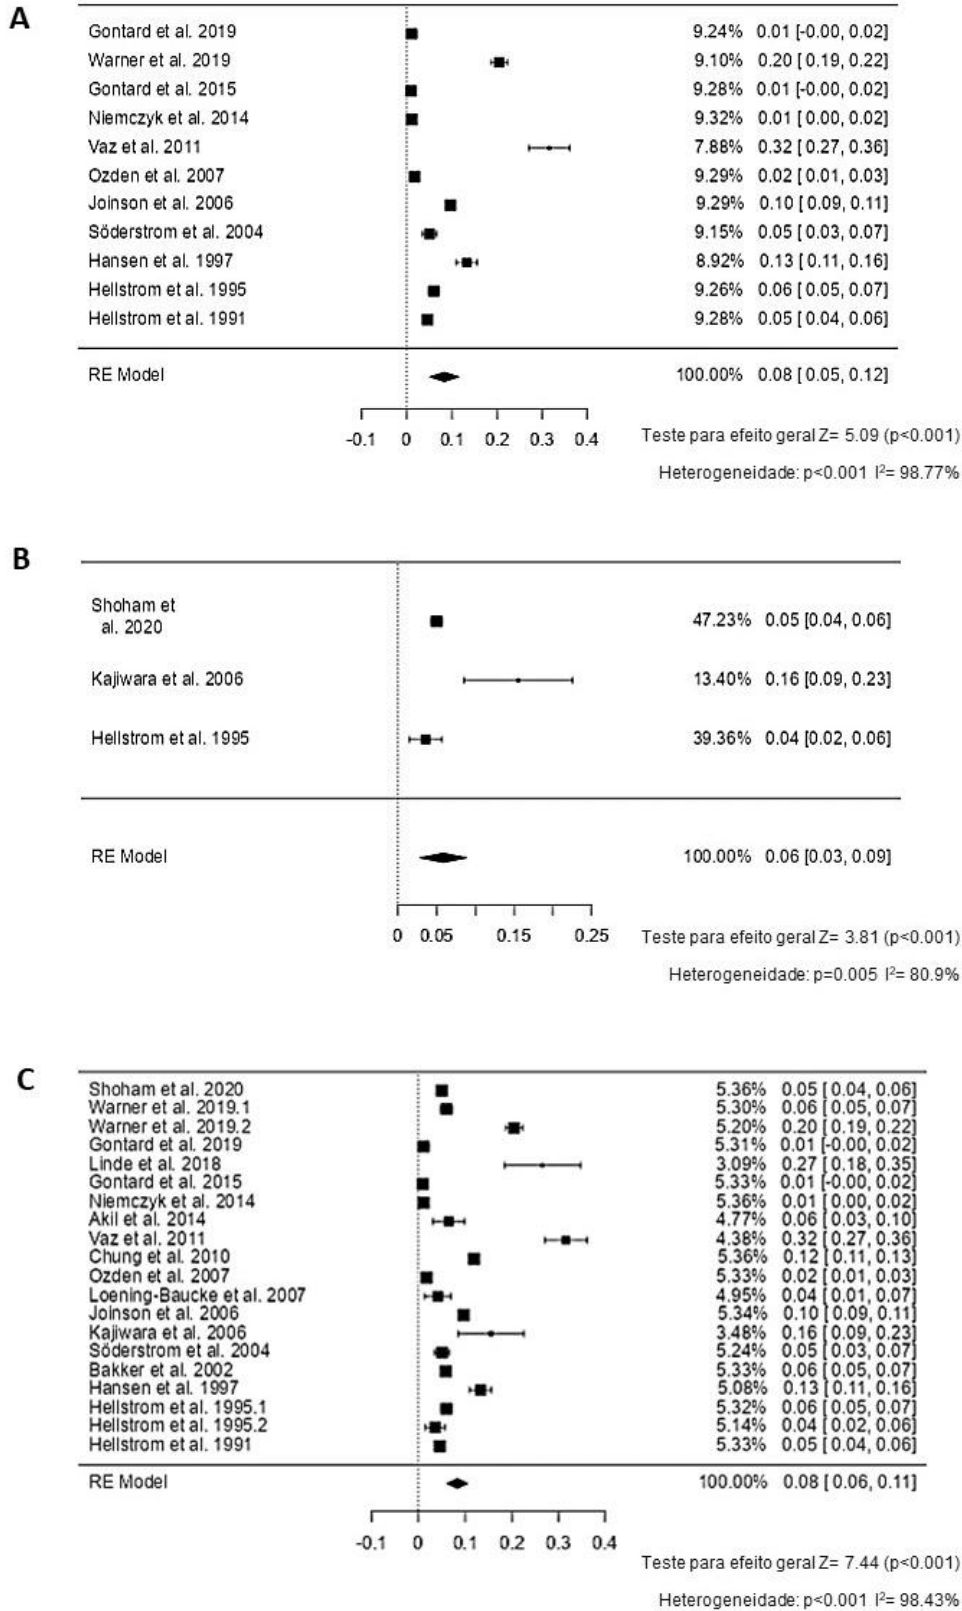 A
Gontard et al. 2019 9.24% 0.01 [-0.00, 0.02]
Warner et al. 2019 9.10% 0.20 [ 0.19, 0.22]
Gontard et al. 2015 9.28% 0.01 [-0.00, 0.02]
Niemczyk et al. 2014 9.32% 0.01 [ 0.00, 0.02]
Vaz et al. 2011 7.88% 0.32 [ 0.27, 0.36]
Ozden et al. 2007 9.29% 0.02 [ 0.01, 0.03]
Joinson et al. 2006 9.29% 0.10 [ 0.09, 0.11]
Söderstrom et al. 2004 9.15% 0.05 [ 0.03, 0.07]
Hansen et al. 1997 8.92% 0.13 [ 0.11, 0.16]
Hellstrom et al. 1995 9.26% 0.06 [ 0.05, 0.07]
Hellstrom et al. 1991 9.28% 0.05 [ 0.04, 0.06]
RE Model 100.00% 0.08 [ 0.05, 0.12]
-0.1 0 0.1 0.2 0.3 0.4
Teste para efeito geral Z= 5.09 (p<0.001)
Heterogeneidade: p<0.001 I²= 98.77%
B
Shoham et
al. 2020 47.23% 0.05 [0.04, 0.06]
Kajiwara et al. 2006 13.40% 0.16 [0.09, 0.23]
Hellstrom et al. 1995 39.36% 0.04 [0.02, 0.06]
RE Model 100.00% 0.06 [0.03, 0.09]
0 0.05 0.15 0.25
Teste para efeito geral Z= 3.81 (p<0.001)
Heterogeneidade: p=0.005 I²= 80.9%
C
Shoham et al. 2020 5.36% 0.05 [ 0.04, 0.06]
Warner et al. 2019.1 5.30% 0.06 [ 0.05, 0.07]
Warner et al. 2019.2 5.20% 0.20 [ 0.19, 0.22]
Gontard et al. 2019 5.31% 0.01 [-0.00, 0.02]
Linde et al. 2018 3.09% 0.27 [ 0.18, 0.35]
Gontard et al. 2015 5.33% 0.01 [-0.00, 0.02]
Niemczyk et al. 2014 5.36% 0.01 [ 0.00, 0.02]
Akil et al. 2014 4.77% 0.06 [ 0.03, 0.10]
Vaz et al. 2011 4.38% 0.32 [ 0.27, 0.36]
Chung et al. 2010 5.36% 0.12 [ 0.11, 0.13]
Ozden et al. 2007 5.33% 0.02 [ 0.01, 0.03]
Loening-Baucke et al. 2007 4.95% 0.04 [ 0.01, 0.07]
Joinson et al. 2006 5.34% 0.10 [ 0.09, 0.11]
Kajiwara et al. 2006 3.48% 0.16 [ 0.09, 0.23]
Söderstrom et al. 2004 5.24% 0.05 [ 0.03, 0.07]
Bakker et al. 2002 5.33% 0.06 [ 0.05, 0.07]
Hansen et al. 1997 5.08% 0.13 [ 0.11, 0.16]
Hellstrom et al. 1995.1 5.32% 0.06 [ 0.05, 0.07]
Hellstrom et al. 1995.2 5.14% 0.04 [ 0.02, 0.06]
Hellstrom et al. 1991 5.33% 0.05 [ 0.04, 0.06]
RE Model 100.00% 0.08 [ 0.06, 0.11]
-0.1 0 0.1 0.2 0.3 0.4
Teste para efeito geral Z= 7.44 (p<0.001)
Heterogeneidade: p<0.001 I²= 98.43%